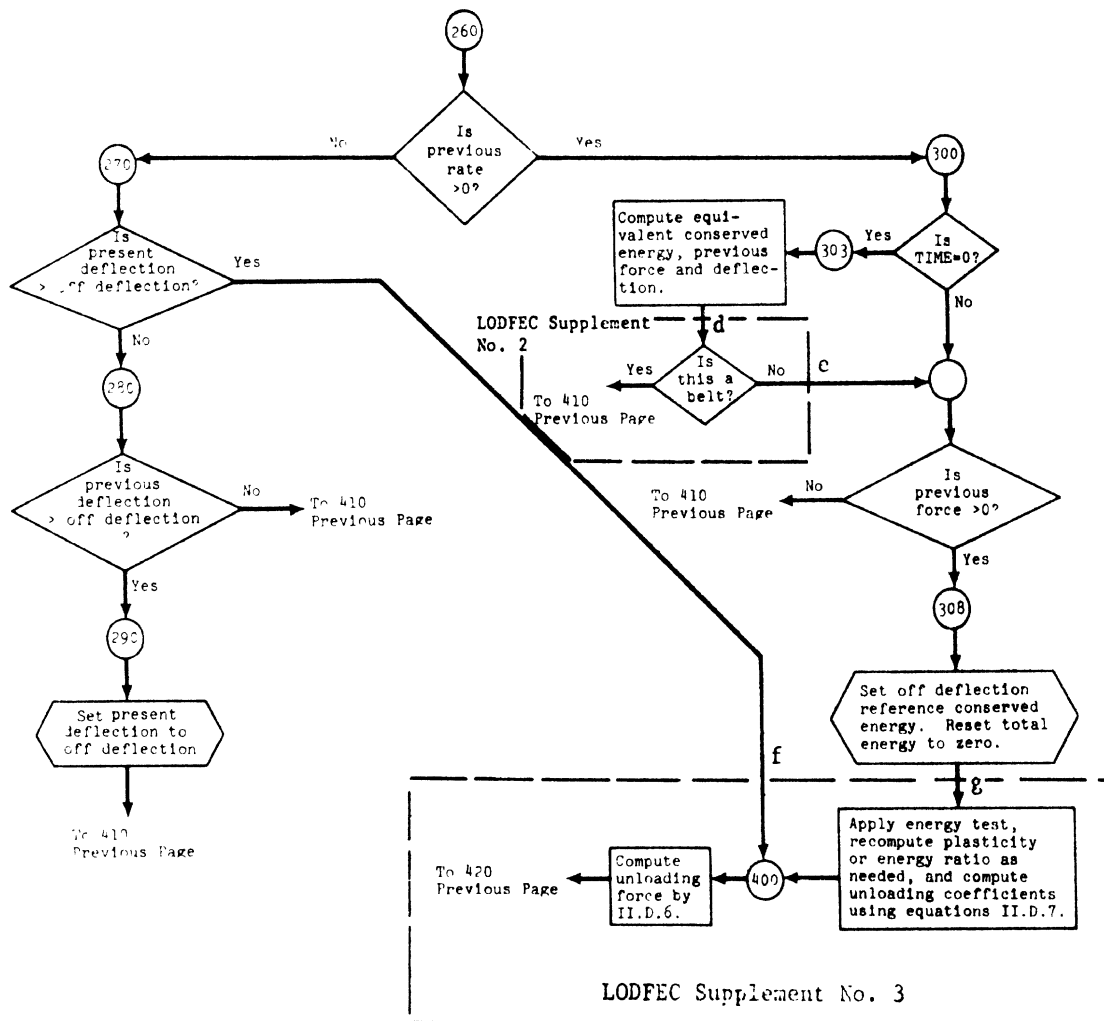 260
Is
previous
rate
>0?
No
Yes
270
300
Is
present
deflection
> off deflection?
Yes
No
Compute equi-
valent conserved
energy, previous
force and deflec-
tion.
303
Yes
Is
TIME=0?
No
LODFEC Supplement
No. 2
d
Yes
Is
this a
belt?
No
c
To 410
Previous Page
280
Is
previous
deflection
> off deflection
?
No
To 410
Previous Page
Yes
To 410
Previous Page
No
Is
previous
force >0?
Yes
290
308
Set present
deflection to
off deflection
Set off deflection
reference conserved
energy. Reset total
energy to zero.
f
g
To 410
Previous Page
To 420
Previous Page
Compute
unloading
force by
II.D.6.
400
Apply energy test,
recompute plasticity
or energy ratio as
needed, and compute
unloading coefficients
using equations II.D.7.
LODFEC Supplement No. 3